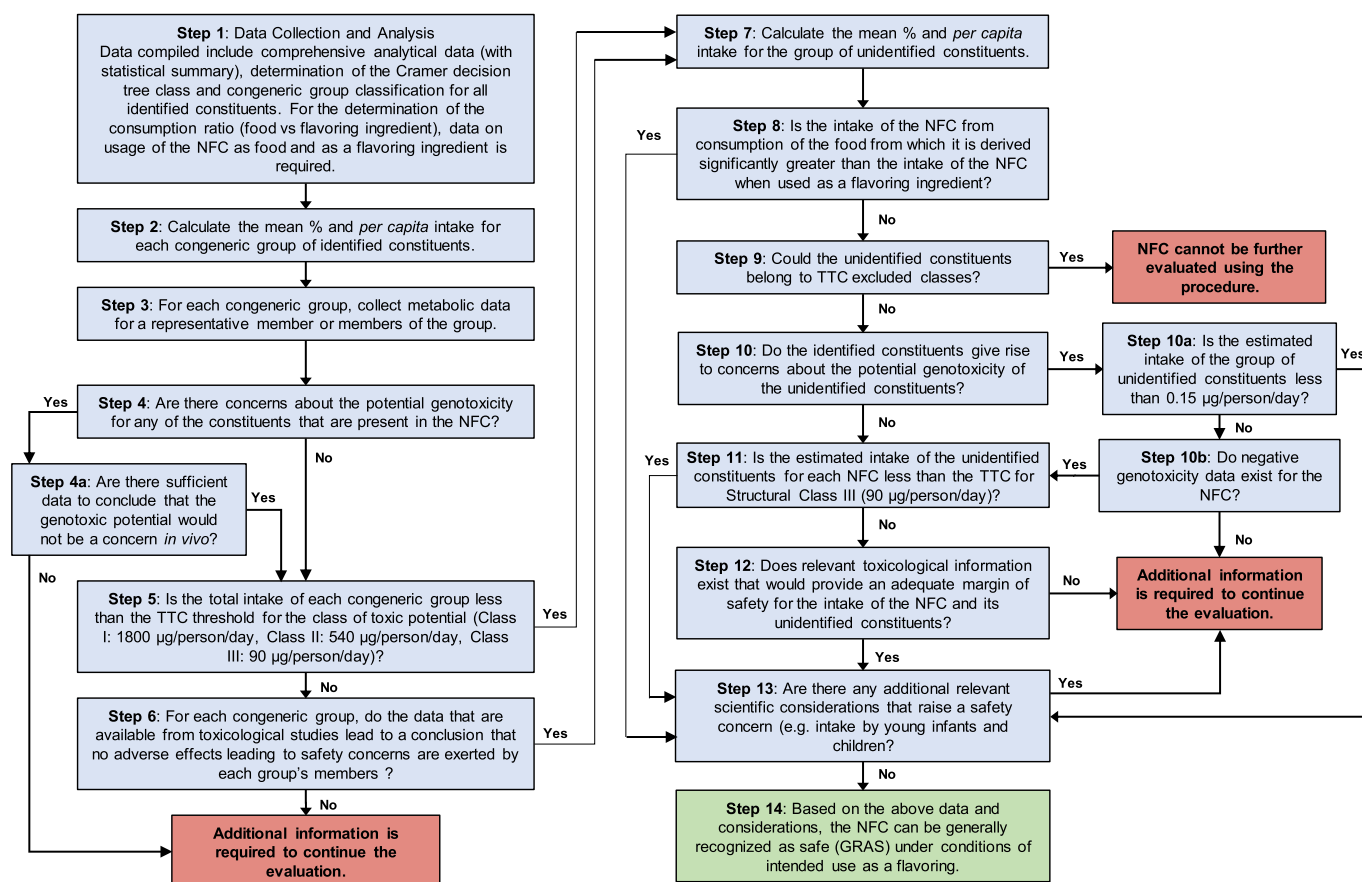 Step 1: Data Collection and Analysis
Data compiled include comprehensive analytical data (with
statistical summary), determination of the Cramer decision
tree class and congeneric group classification for all
identified constituents. For the determination of the
consumption ratio (food vs flavoring ingredient), data on
usage of the NFC as food and as a flavoring ingredient is
required.
Step 2: Calculate the mean % and per capita intake for
each congeneric group of identified constituents.
Step 3: For each congeneric group, collect metabolic data
for a representative member or members of the group.
Yes
Step 4: Are there concerns about the potential genotoxicity
for any of the constituents that are present in the NFC?
No
Step 4a: Are there sufficient
data to conclude that the
genotoxic potential would
not be a concern in vivo?
Yes
No
Step 5: Is the total intake of each congeneric group less
than the TTC threshold for the class of toxic potential (Class
I: 1800 µg/person/day, Class II: 540 µg/person/day, Class
III: 90 µg/person/day)?
Yes
No
Step 6: For each congeneric group, do the data that are
available from toxicological studies lead to a conclusion that
no adverse effects leading to safety concerns are exerted by
each group's members ?
Yes
No
Additional information is
required to continue the
evaluation.
Step 7: Calculate the mean % and per capita
intake for the group of unidentified constituents.
Yes
Step 8: Is the intake of the NFC from
consumption of the food from which it is derived
significantly greater than the intake of the NFC
when used as a flavoring ingredient?
No
Step 9: Could the unidentified constituents
belong to TTC excluded classes?
Yes
NFC cannot be further
evaluated using the
procedure.
No
Step 10: Do the identified constituents give rise
to concerns about the potential genotoxicity of
the unidentified constituents?
Yes
Step 10a: Is the estimated
intake of the group of
unidentified constituents less
than 0.15 µg/person/day?
Yes
No
No
Step 10b: Do negative
genotoxicity data exist for the
NFC?
Yes
No
Step 11: Is the estimated intake of the unidentified
constituents for each NFC less than the TTC for
Structural Class III (90 µg/person/day)?
Yes
No
Step 12: Does relevant toxicological information
exist that would provide an adequate margin of
safety for the intake of the NFC and its
unidentified constituents?
No
Additional information
is required to continue
the evaluation.
Yes
Step 13: Are there any additional relevant
scientific considerations that raise a safety
concern (e.g. intake by young infants and
children?
Yes
No
Step 14: Based on the above data and
considerations, the NFC can be generally
recognized as safe (GRAS) under conditions of
intended use as a flavoring.